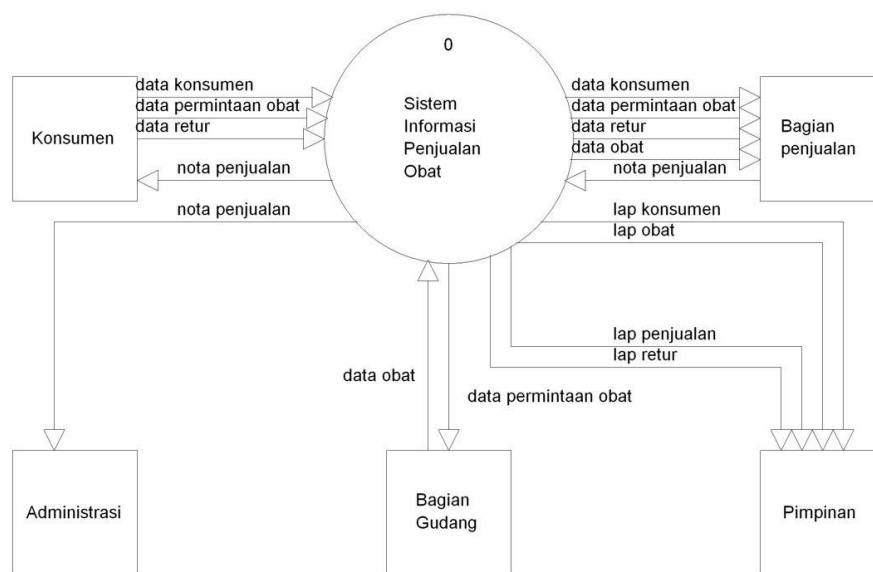 0
Sistem
Informasi
Penjualan
Obat
Konsumen
data konsumen
data permintaan obat
data retur
nota penjualan
nota penjualan
data konsumen
data permintaan obat
data retur
data obat
nota penjualan
Bagian
penjualan
lap konsumen
lap obat
lap penjualan
lap retur
data obat
data permintaan obat
Administrasi
Bagian
Gudang
Pimpinan